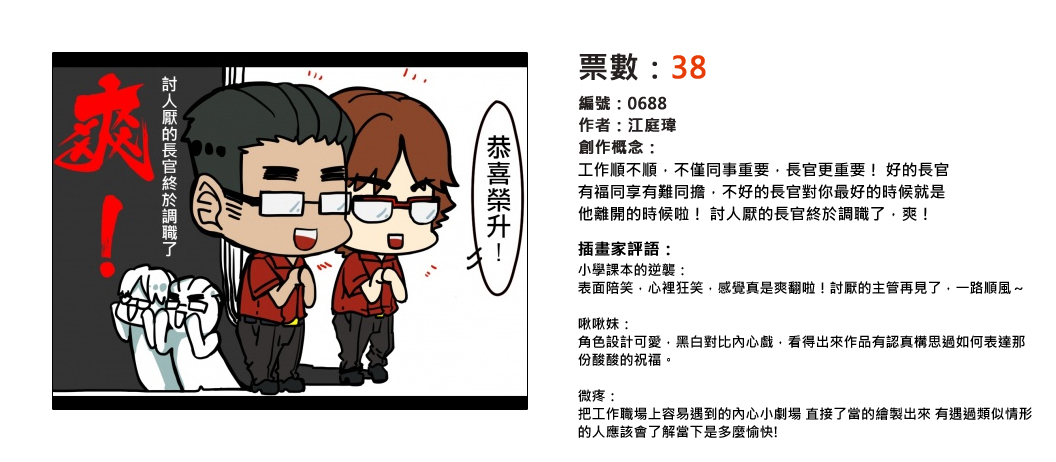 爽！
討人厭的長官終於調職了
恭喜榮升！
票數：38
編號：0688
作者：江庭瑋
創作概念：
工作順不順，不僅同事重要，長官更重要！ 好的長官
有福同享有難同擔，不好的長官對你最好的時候就是
他離開的時候啦！ 討人厭的長官終於調職了，爽！
插畫家評語：
小學課本的逆襲：
表面陪笑，心裡狂笑，感覺真是爽翻啦！討厭的主管再見了，一路順風～
啾啾妹：
角色設計可愛，黑白對比內心戲，看得出來作品有認真構思過如何表達那
份酸酸的祝福。
微疼：
把工作職場上容易遇到的內心小劇場 直接了當的繪製出來 有遇過類似情形
的人應該會了解當下是多麼愉快!